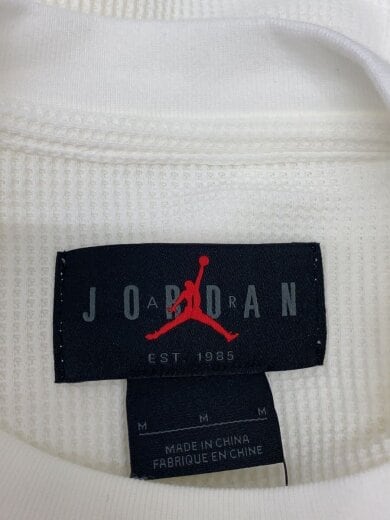 JORDAN
AIR
EST. 1985
M M M
MADE IN CHINA
FABRIQUE EN CHINE